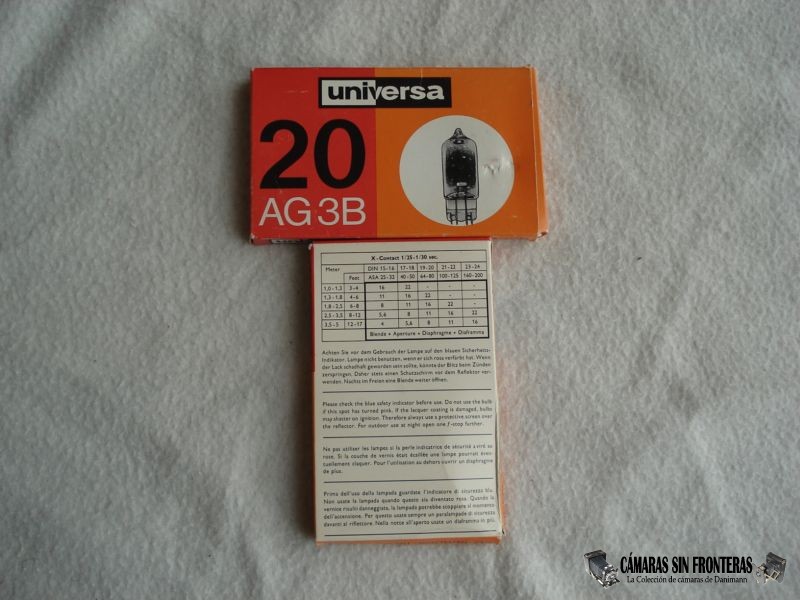 universa
20
AG 3B
X - Contact 1/25 - 1/30 sec.
Meter Feet DIN 15-16 17-18 19-20 21-22 23-24
ASA 25-32 40-50 64-80 100-125 160-200
1,0-1,3 3-4 16 22 - - -
1,3-1,8 4-6 11 16 22 - -
1,8-2,5 6-8 8 11 16 22 -
2,5-3,5 8-12 5,6 8 11 16 22
3,5-5 12-17 4 5,6 8 11 16
Blende • Aperture • Diaphragme • Diaframma
Achten Sie vor dem Gebrauch der Lampe auf den blauen Sicherheits-
Indikator. Lampe nicht benutzen, wenn er sich rosa verfärbt hat. Wenn
der Lack schadhaft geworden sein sollte, könnte der Blitz beim Zünden
zerspringen. Daher stets einen Schutzschirm vor dem Reflektor ver-
wenden. Nachts im Freien eine Blende weiter öffnen.
Please check the blue safety indicator before use. Do not use the bulb
if this spot has turned pink. If the lacquer coating is damaged, bulbs
may shatter on ignition. Therefore always use a protective screen over
the reflector. For outdoor use at night open one f-stop further.
Ne pas utiliser les lampes si la perle indicatrice de sécurité a viré au
rose. Si la couche de vernis était écaillée une lampe pourrait éven-
tuellement claquer. Pour l'utilisation au dehors ouvrir un diaphragme
de plus.
Prima dell'uso della lampada guardate l'indicatore di sicurezza blu.
Non usate la lampada quando questo sia diventato rosa. Quando la
vernice risulti danneggiata, la lampada potrebbe scoppiare al momento
dell'accensione. Per questo usate sempre un paralampade di sicurezza
davanti al riflettore. Nella notte all'aperto usate un diaframma in più.
CÁMARAS SIN FRONTERAS
La Colección de cámaras de Danimann